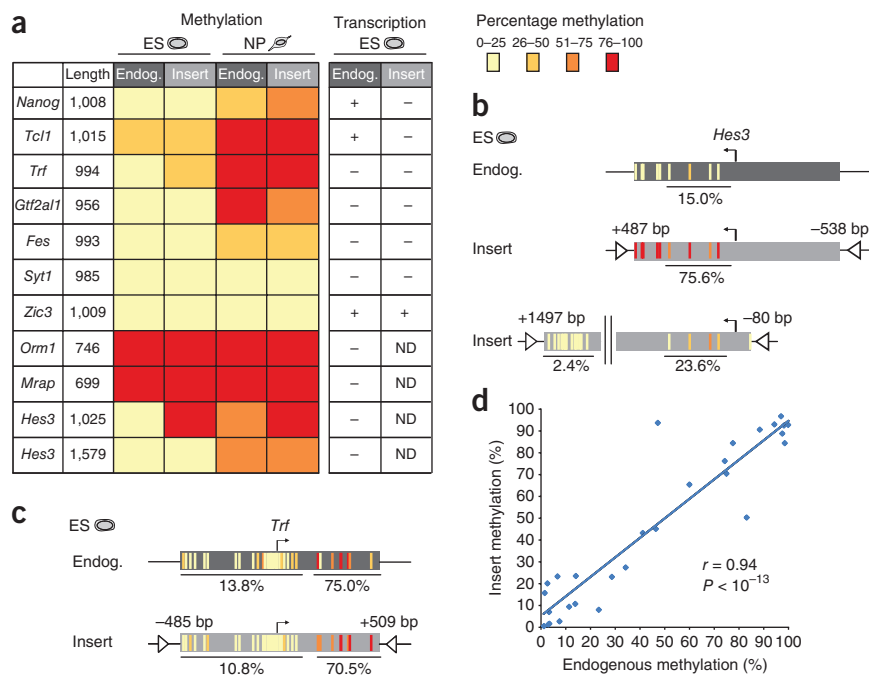 a
Methylation
Transcription
ES
NP
ES
Length
Endog.
Insert
Endog.
Insert
Endog.
Insert
Nanog 1,008 + –
Tcl1 1,015 + –
Trf 994 – –
Gtf2al1 956 – –
Fes 993 – –
Syt1 985 – –
Zic3 1,009 + +
Orm1 746 – ND
Mrap 699 – ND
Hes3 1,025 – ND
Hes3 1,579 – ND
Percentage methylation
0–25 26–50 51–75 76–100
b
ES
Hes3
Endog.
15.0%
+487 bp
–538 bp
Insert
75.6%
+1497 bp
–80 bp
Insert
2.4%
23.6%
c
ES
Trf
Endog.
13.8%
75.0%
–485 bp
+509 bp
Insert
10.8%
70.5%
d
Insert methylation (%)
100
90
80
70
60
50
40
30
20
10
0
r = 0.94
P < 10⁻¹³
0 10 20 30 40 50 60 70 80 90 100
Endogenous methylation (%)